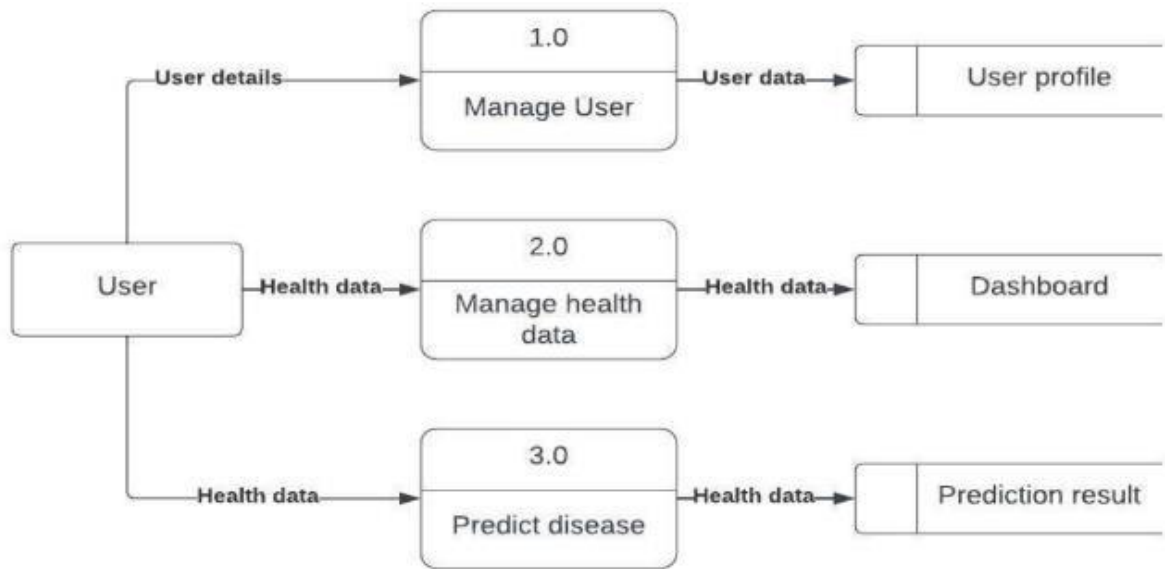 1.0
User details
Manage User
User data
User profile
User
Health data
2.0
Manage health
data
Health data
Dashboard
Health data
3.0
Predict disease
Health data
Prediction result